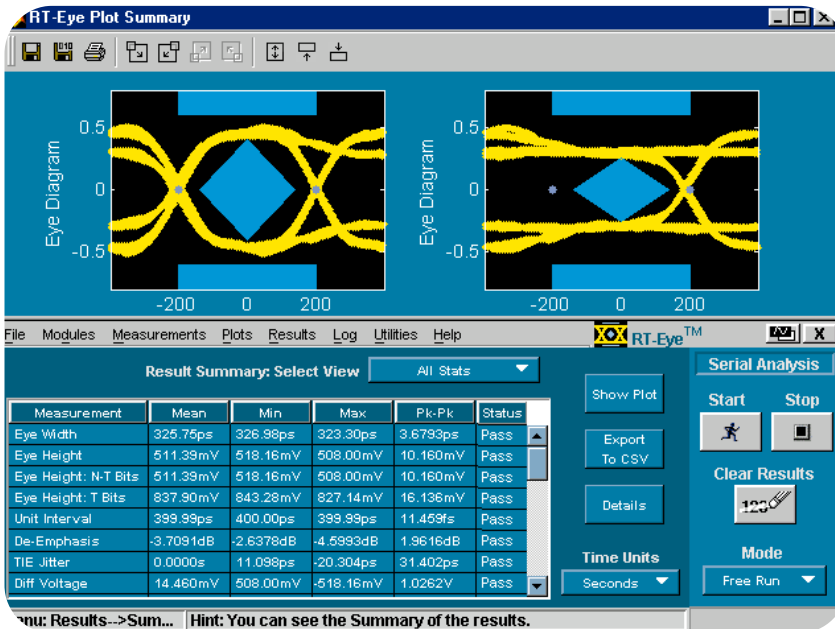 RT-Eye Plot Summary
0.5
0
-0.5
Eye Diagram
-200 0 200
0.5
0
-0.5
Eye Diagram
-200 0 200
File Modules Measurements Plots Results Log Utilities Help
RT-Eye™
Result Summary: Select View All Stats
Measurement Mean Min Max Pk-Pk Status
Eye Width 325.75ps 326.98ps 323.30ps 3.6793ps Pass
Eye Height 511.39mV 518.16mV 508.00mV 10.160mV Pass
Eye Height: N-T Bits 511.39mV 518.16mV 508.00mV 10.160mV Pass
Eye Height: T Bits 837.90mV 843.28mV 827.14mV 16.136mV Pass
Unit Interval 399.99ps 400.00ps 399.99ps 11.459fs Pass
De-Emphasis -3.7091dB -2.6378dB -4.5993dB 1.9616dB Pass
TIE Jitter 0.0000s 11.098ps -20.304ps 31.402ps Pass
Diff Voltage 14.460mV 508.00mV -518.16mV 1.0262V Pass
Show Plot
Export
To CSV
Details
Time Units
Seconds
Serial Analysis
Start Stop
Clear Results
123
Mode
Free Run
Results-->Sum... Hint: You can see the Summary of the results.